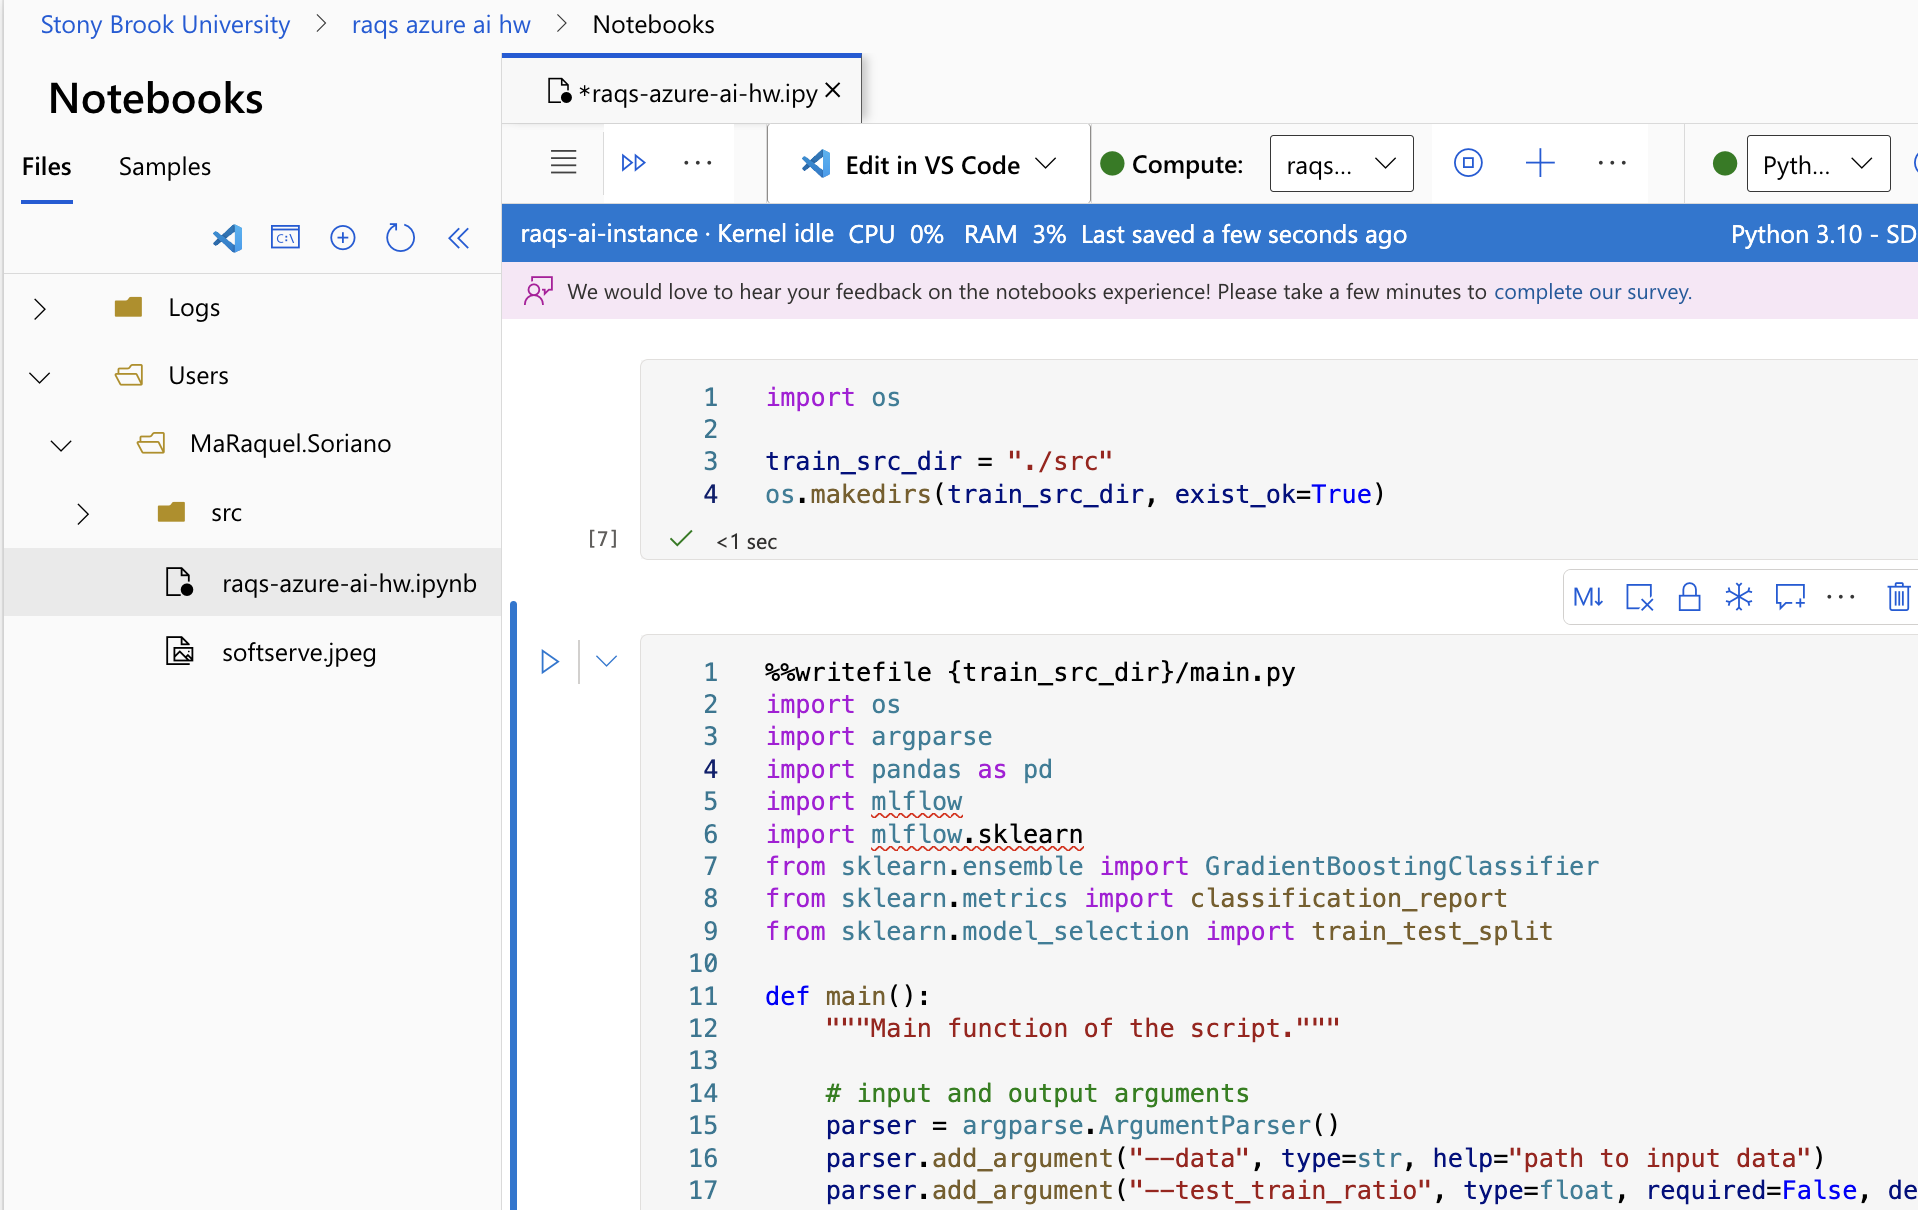 Stony Brook University > raqs azure ai hw > Notebooks
Notebooks
Files Samples
Logs
Users
MaRaquel.Soriano
src
raqs-azure-ai-hw.ipynb
softserve.jpeg
*raqs-azure-ai-hw.ipy
Edit in VS Code Compute: raqs... Pyth...
raqs-ai-instance · Kernel idle CPU 0% RAM 3% Last saved a few seconds ago Python 3.10 - SD
We would love to hear your feedback on the notebooks experience! Please take a few minutes to complete our survey.
1 import os
2
3 train_src_dir = "./src"
4 os.makedirs(train_src_dir, exist_ok=True)
[7] <1 sec
M↓
1 %%writefile {train_src_dir}/main.py
2 import os
3 import argparse
4 import pandas as pd
5 import mlflow
6 import mlflow.sklearn
7 from sklearn.ensemble import GradientBoostingClassifier
8 from sklearn.metrics import classification_report
9 from sklearn.model_selection import train_test_split
10
11 def main():
12 """Main function of the script."""
13
14 # input and output arguments
15 parser = argparse.ArgumentParser()
16 parser.add_argument("--data", type=str, help="path to input data")
17 parser.add_argument("--test_train_ratio", type=float, required=False, de